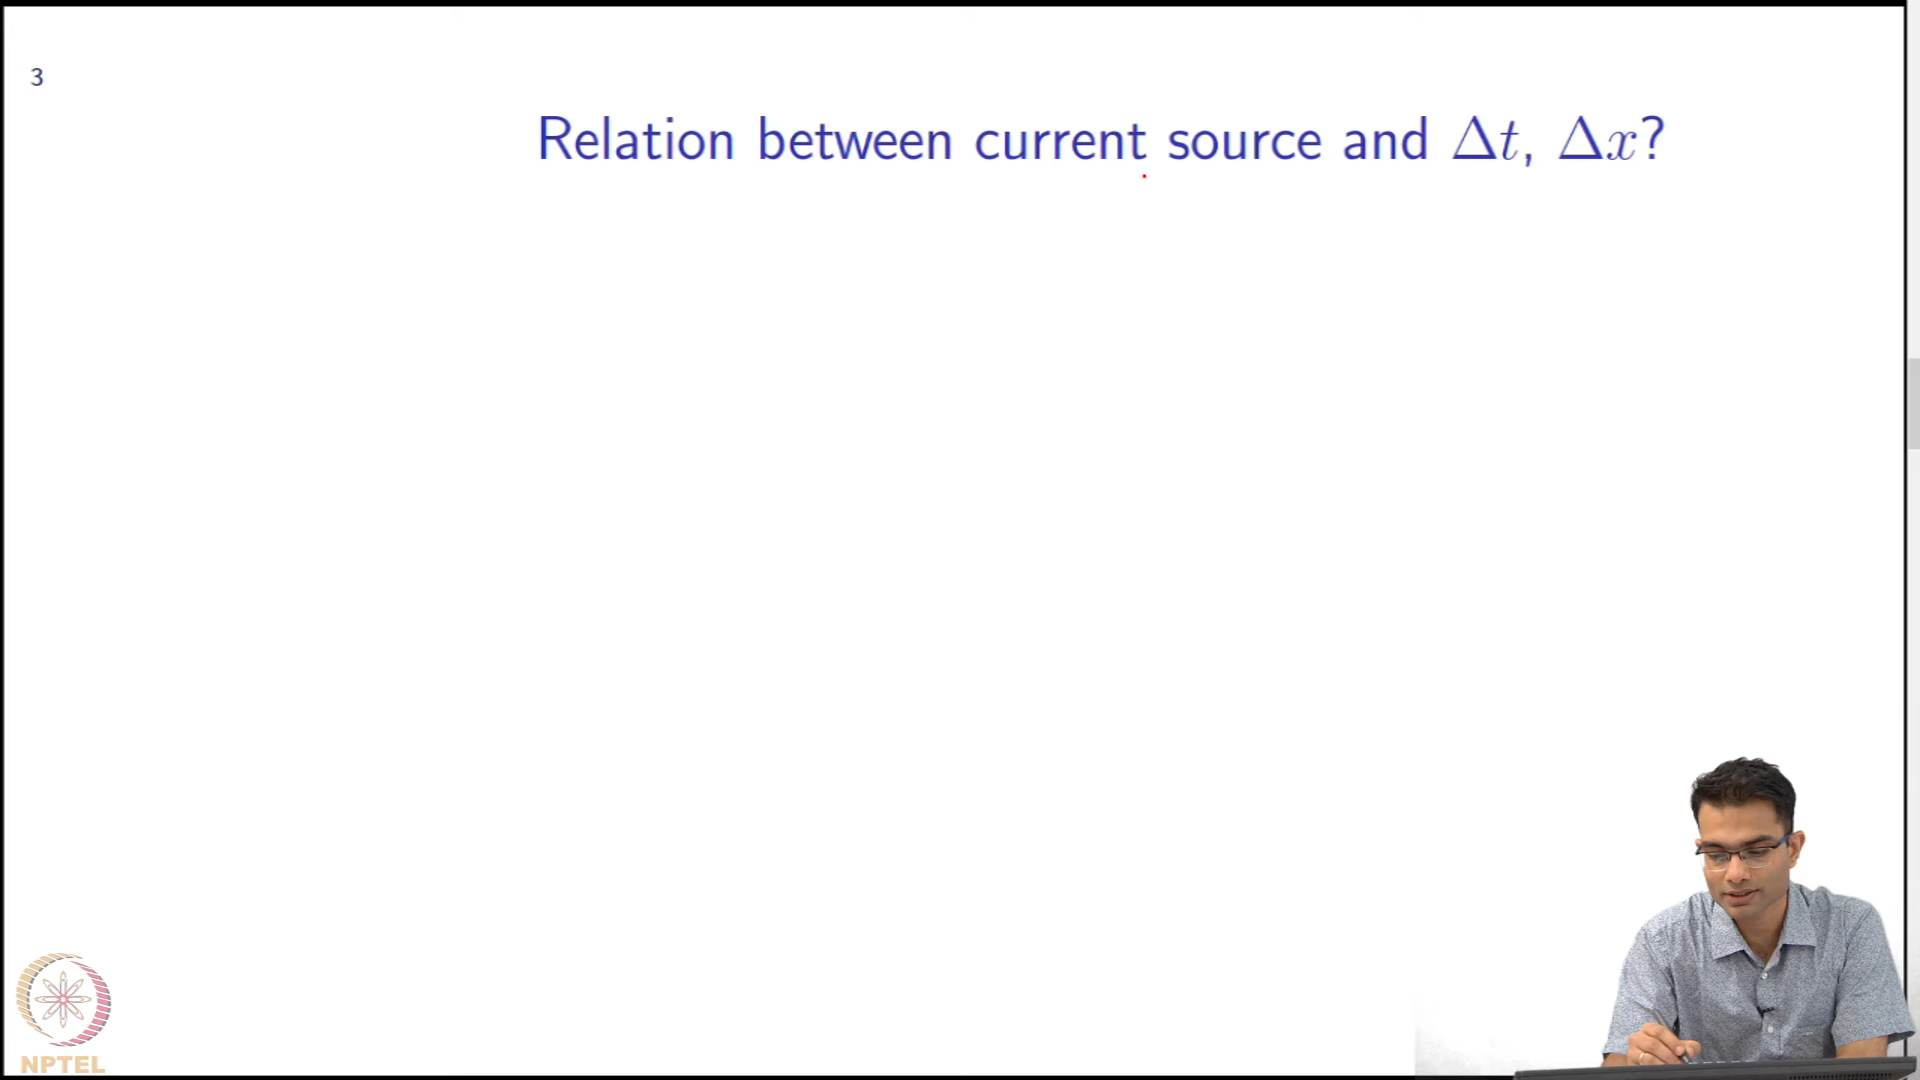 3
Relation between current source and Δt, Δx?
NPTEL